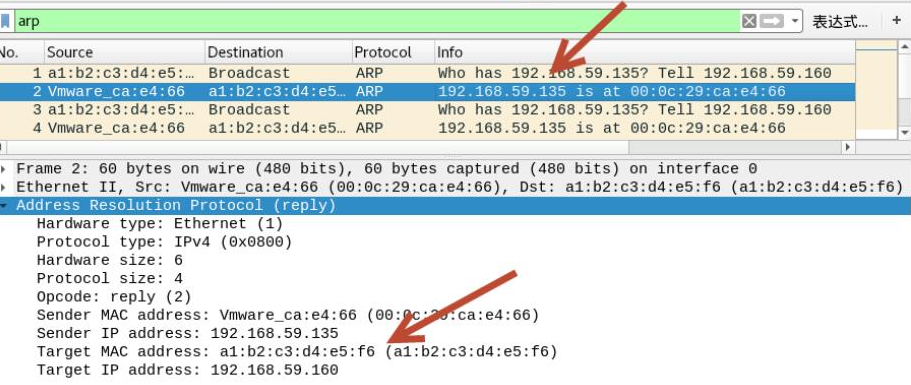 arp 表达式… +
No. Source Destination Protocol Info
1 a1:b2:c3:d4:e5:… Broadcast ARP Who has 192.168.59.135? Tell 192.168.59.160
2 Vmware_ca:e4:66 a1:b2:c3:d4:e5… ARP 192.168.59.135 is at 00:0c:29:ca:e4:66
3 a1:b2:c3:d4:e5:… Broadcast ARP Who has 192.168.59.135? Tell 192.168.59.160
4 Vmware_ca:e4:66 a1:b2:c3:d4:e5… ARP 192.168.59.135 is at 00:0c:29:ca:e4:66
Frame 2: 60 bytes on wire (480 bits), 60 bytes captured (480 bits) on interface 0
Ethernet II, Src: Vmware_ca:e4:66 (00:0c:29:ca:e4:66), Dst: a1:b2:c3:d4:e5:f6 (a1:b2:c3:d4:e5:f6)
Address Resolution Protocol (reply)
Hardware type: Ethernet (1)
Protocol type: IPv4 (0x0800)
Hardware size: 6
Protocol size: 4
Opcode: reply (2)
Sender MAC address: Vmware_ca:e4:66 (00:0c:29:ca:e4:66)
Sender IP address: 192.168.59.135
Target MAC address: a1:b2:c3:d4:e5:f6 (a1:b2:c3:d4:e5:f6)
Target IP address: 192.168.59.160